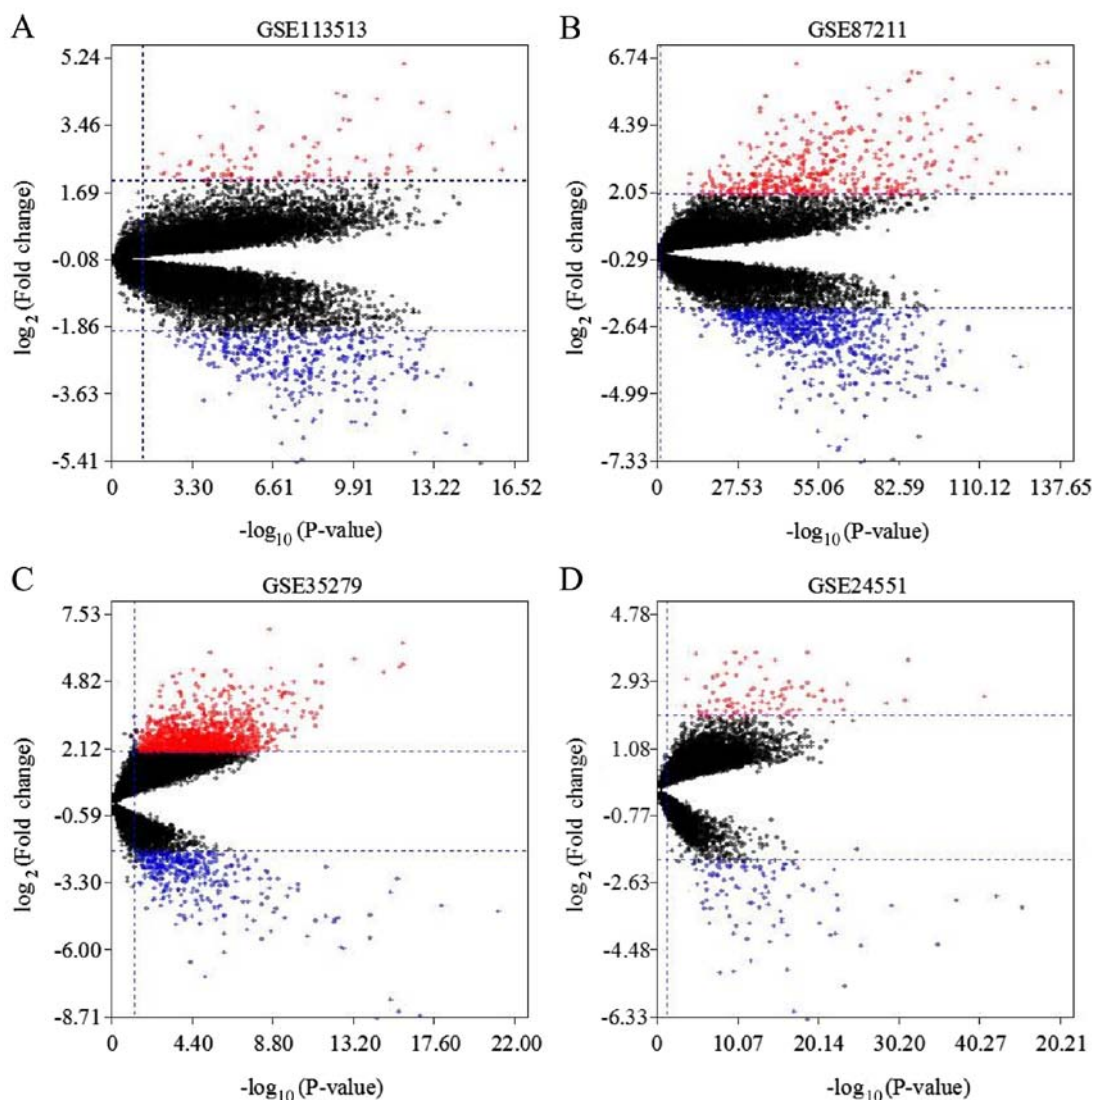 A
GSE113513
5.24
3.46
1.69
-0.08
-1.86
-3.63
-5.41
log2 (Fold change)
0 3.30 6.61 9.91 13.22 16.52
-log10 (P-value)
B
GSE87211
6.74
4.39
2.05
-0.29
-2.64
-4.99
-7.33
log2 (Fold change)
0 27.53 55.06 82.59 110.12 137.65
-log10 (P-value)
C
GSE35279
7.53
4.82
2.12
-0.59
-3.30
-6.00
-8.71
log2 (Fold change)
0 4.40 8.80 13.20 17.60 22.00
-log10 (P-value)
D
GSE24551
4.78
2.93
1.08
-0.77
-2.63
-4.48
-6.33
log2 (Fold change)
0 10.07 20.14 30.20 40.27 20.21
-log10 (P-value)